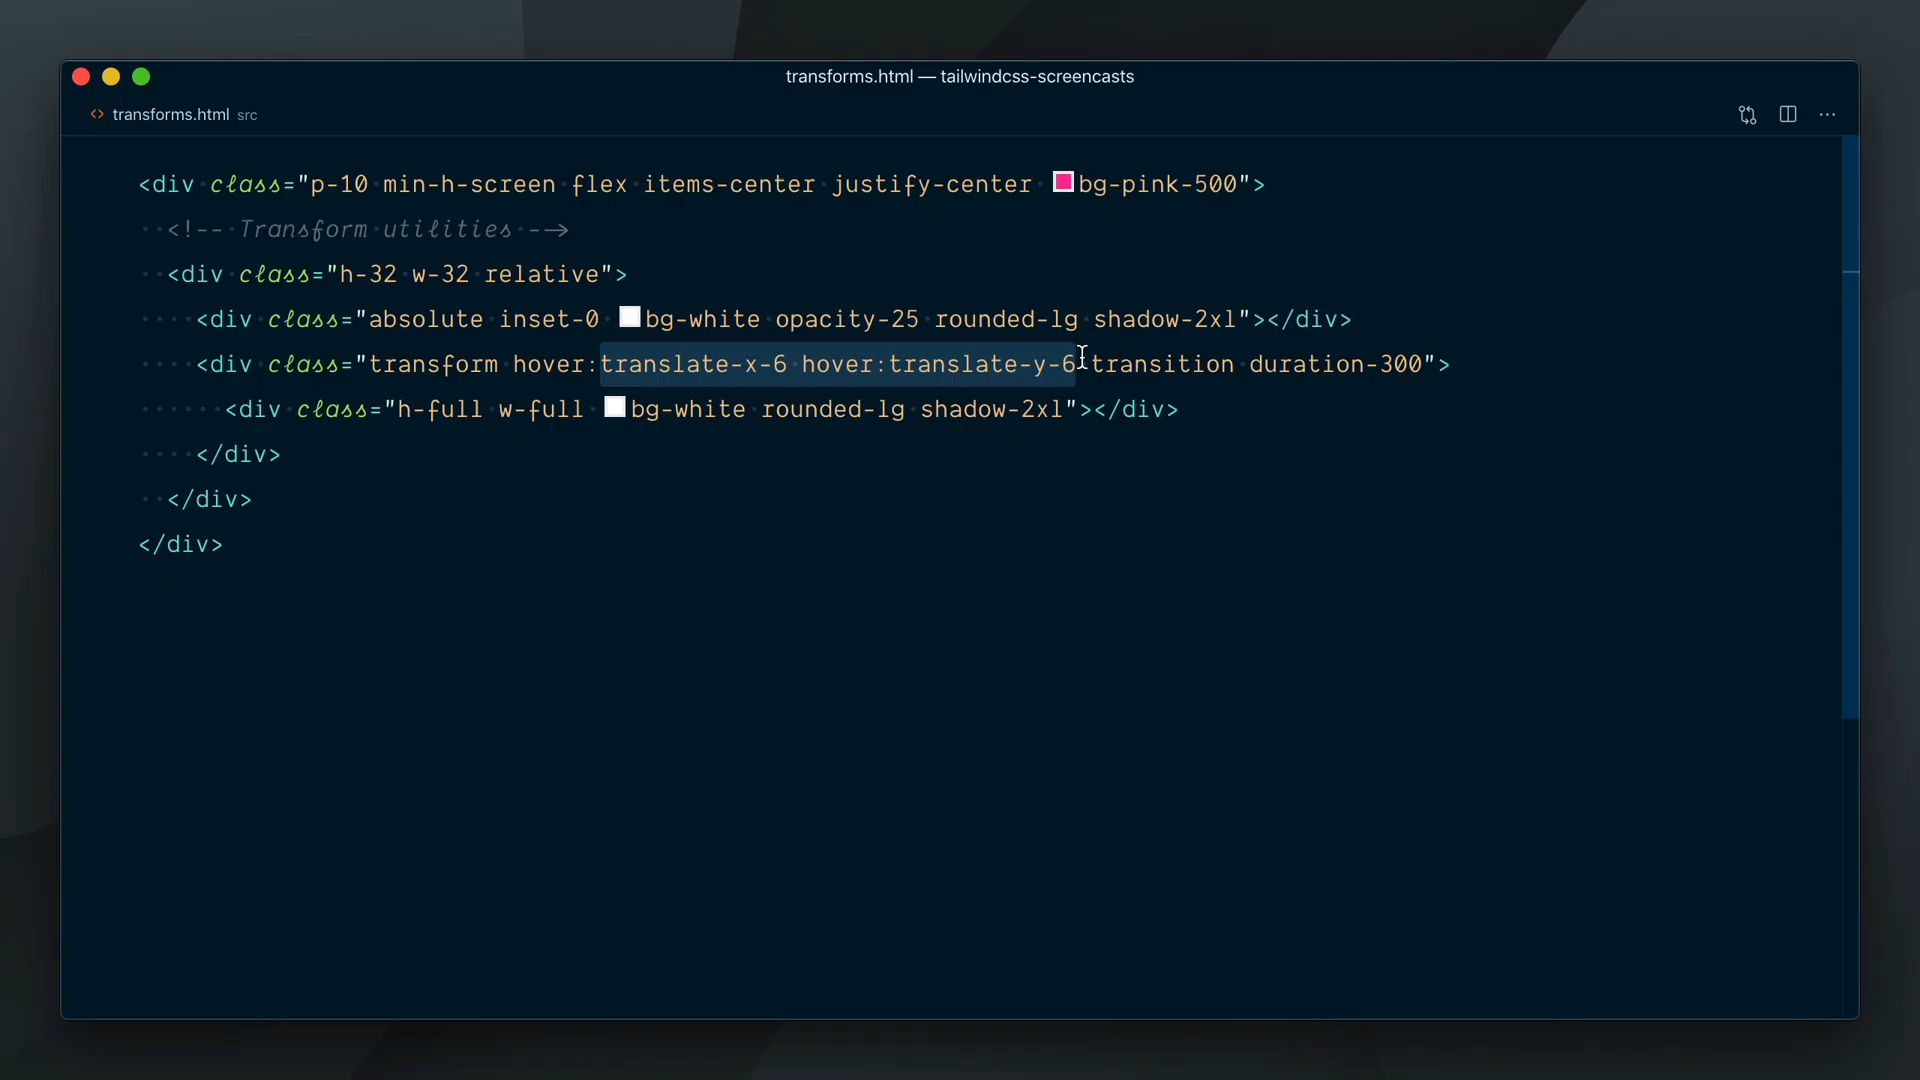 transforms.html — tailwindcss-screencasts
transforms.html src
<div class="p-10 min-h-screen flex items-center justify-center bg-pink-500">
  <!-- Transform utilities -->
  <div class="h-32 w-32 relative">
    <div class="absolute inset-0 bg-white opacity-25 rounded-lg shadow-2xl"></div>
    <div class="transform hover:translate-x-6 hover:translate-y-6 transition duration-300">
      <div class="h-full w-full bg-white rounded-lg shadow-2xl"></div>
    </div>
  </div>
</div>